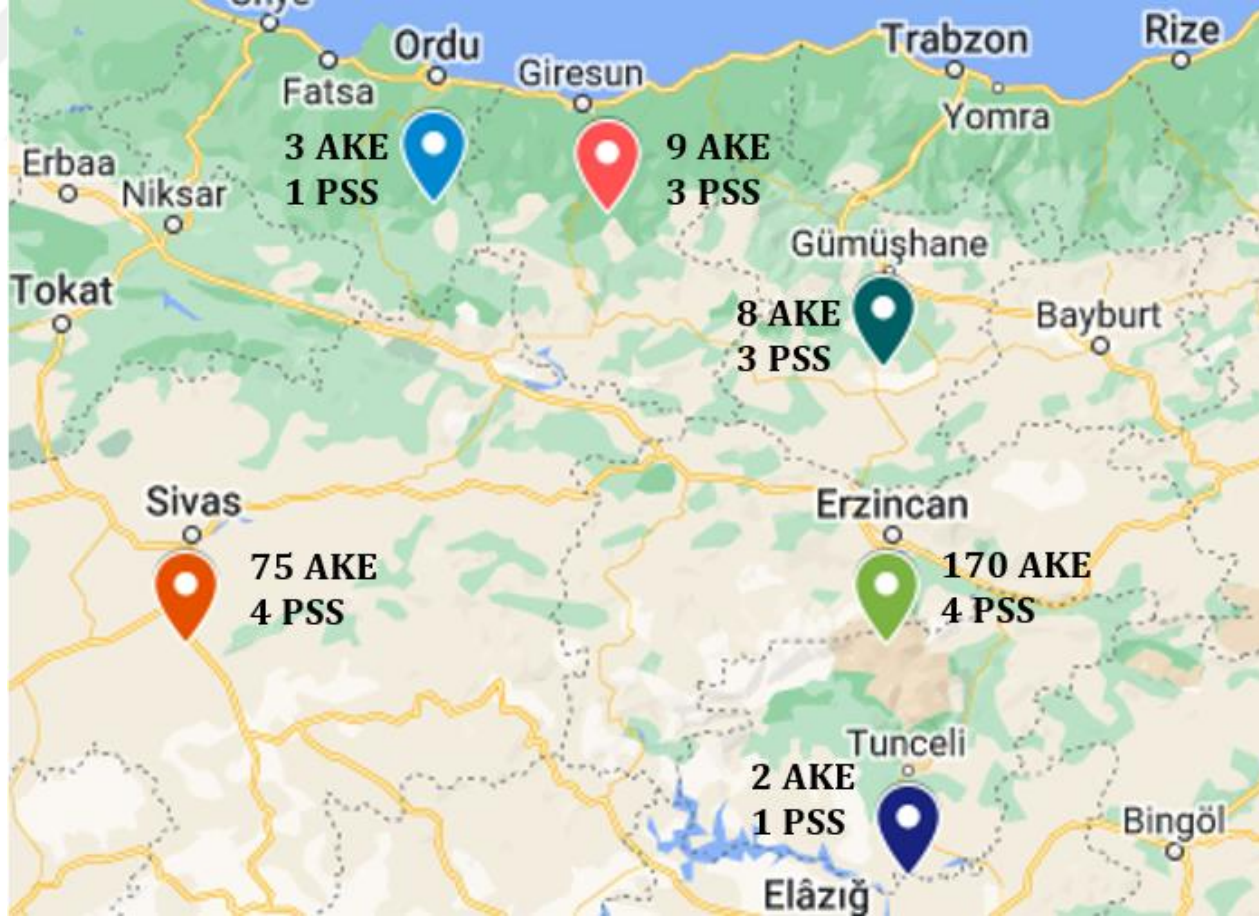 Ordu
Trabzon
Rize
Fatsa
Giresun
Yomra
3 AKE
1 PSS
9 AKE
3 PSS
Erbaa
Niksar
Gümüşhane
Tokat
8 AKE
3 PSS
Bayburt
Sivas
Erzincan
75 AKE
4 PSS
170 AKE
4 PSS
Tunceli
2 AKE
1 PSS
Bingöl
Elâzığ